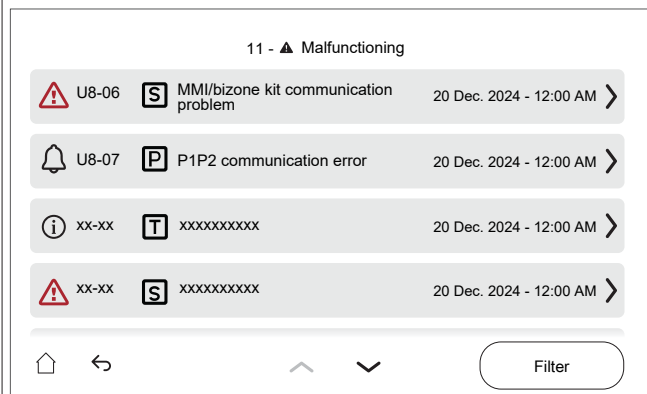 11 - Malfunctioning
U8-06 S MMI/bizone kit communication
problem
20 Dec. 2024 - 12:00 AM
U8-07 P P1P2 communication error 20 Dec. 2024 - 12:00 AM
xx-xx T xxxxxxxxxx 20 Dec. 2024 - 12:00 AM
xx-xx S xxxxxxxxxx 20 Dec. 2024 - 12:00 AM
Filter